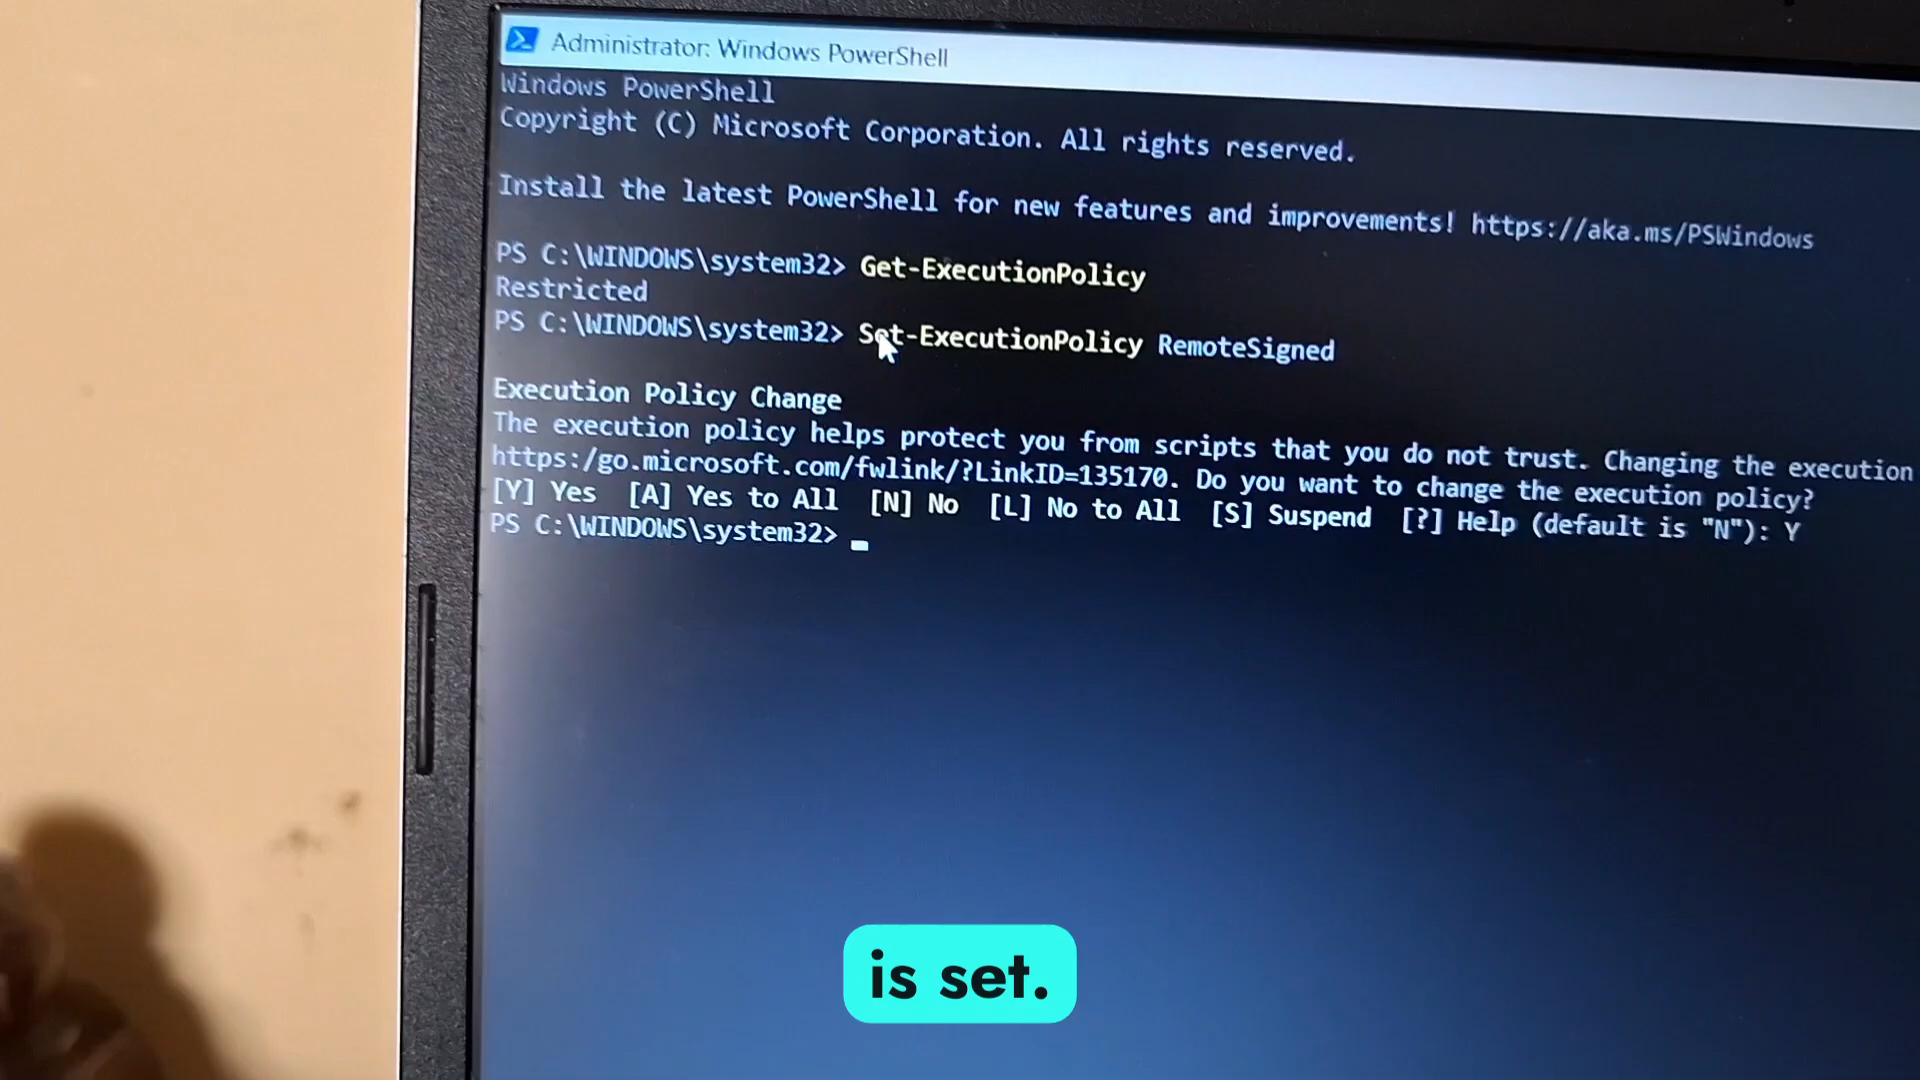 Administrator: Windows PowerShell
Windows PowerShell
Copyright (C) Microsoft Corporation. All rights reserved.
Install the latest PowerShell for new features and improvements! https://aka.ms/PSWindows
PS C:\WINDOWS\system32> Get-ExecutionPolicy
Restricted
PS C:\WINDOWS\system32> Set-ExecutionPolicy RemoteSigned
Execution Policy Change
The execution policy helps protect you from scripts that you do not trust. Changing the execution
https:/go.microsoft.com/fwlink/?LinkID=135170. Do you want to change the execution policy?
[Y] Yes  [A] Yes to All  [N] No  [L] No to All  [S] Suspend  [?] Help (default is "N"): Y
PS C:\WINDOWS\system32>
is set.